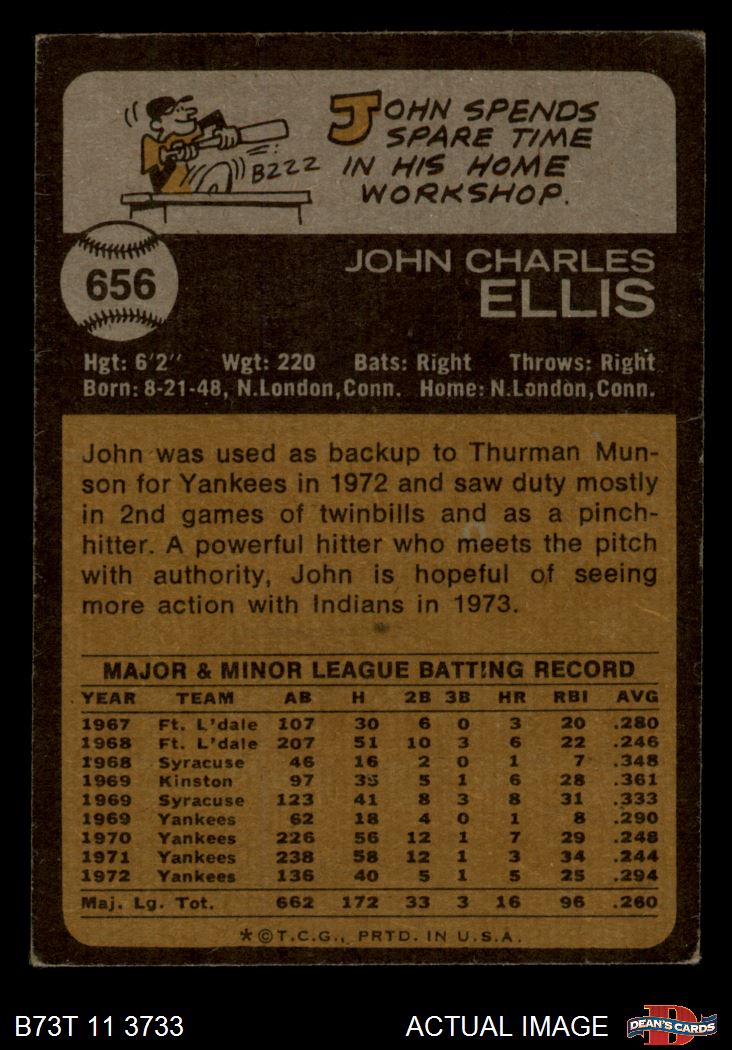 JOHN SPENDS
SPARE TIME
IN HIS HOME
WORKSHOP.
BZZZ
656
JOHN CHARLES
ELLIS
Hgt: 6'2" Wgt: 220 Bats: Right Throws: Right
Born: 8-21-48, N.London, Conn. Home: N.London, Conn.
John was used as backup to Thurman Mun-
son for Yankees in 1972 and saw duty mostly
in 2nd games of twinbills and as a pinch-
hitter. A powerful hitter who meets the pitch
with authority, John is hopeful of seeing
more action with Indians in 1973.
MAJOR & MINOR LEAGUE BATTING RECORD
YEAR TEAM AB H 2B 3B HR RBI AVG
1967 Ft. L'dale 107 30 6 0 3 20 .280
1968 Ft. L'dale 207 51 10 3 6 22 .246
1968 Syracuse 46 16 2 0 1 7 .348
1969 Kinston 97 35 5 1 6 28 .361
1969 Syracuse 123 41 8 3 8 31 .333
1969 Yankees 62 18 4 0 1 8 .290
1970 Yankees 226 56 12 1 7 29 .248
1971 Yankees 238 58 12 1 3 34 .244
1972 Yankees 136 40 5 1 5 25 .294
Maj. Lg. Tot. 662 172 33 3 16 96 .260
*©T.C.G., PRTD. IN U.S.A.
B73T 11 3733 ACTUAL IMAGE D DEAN'S CARDS